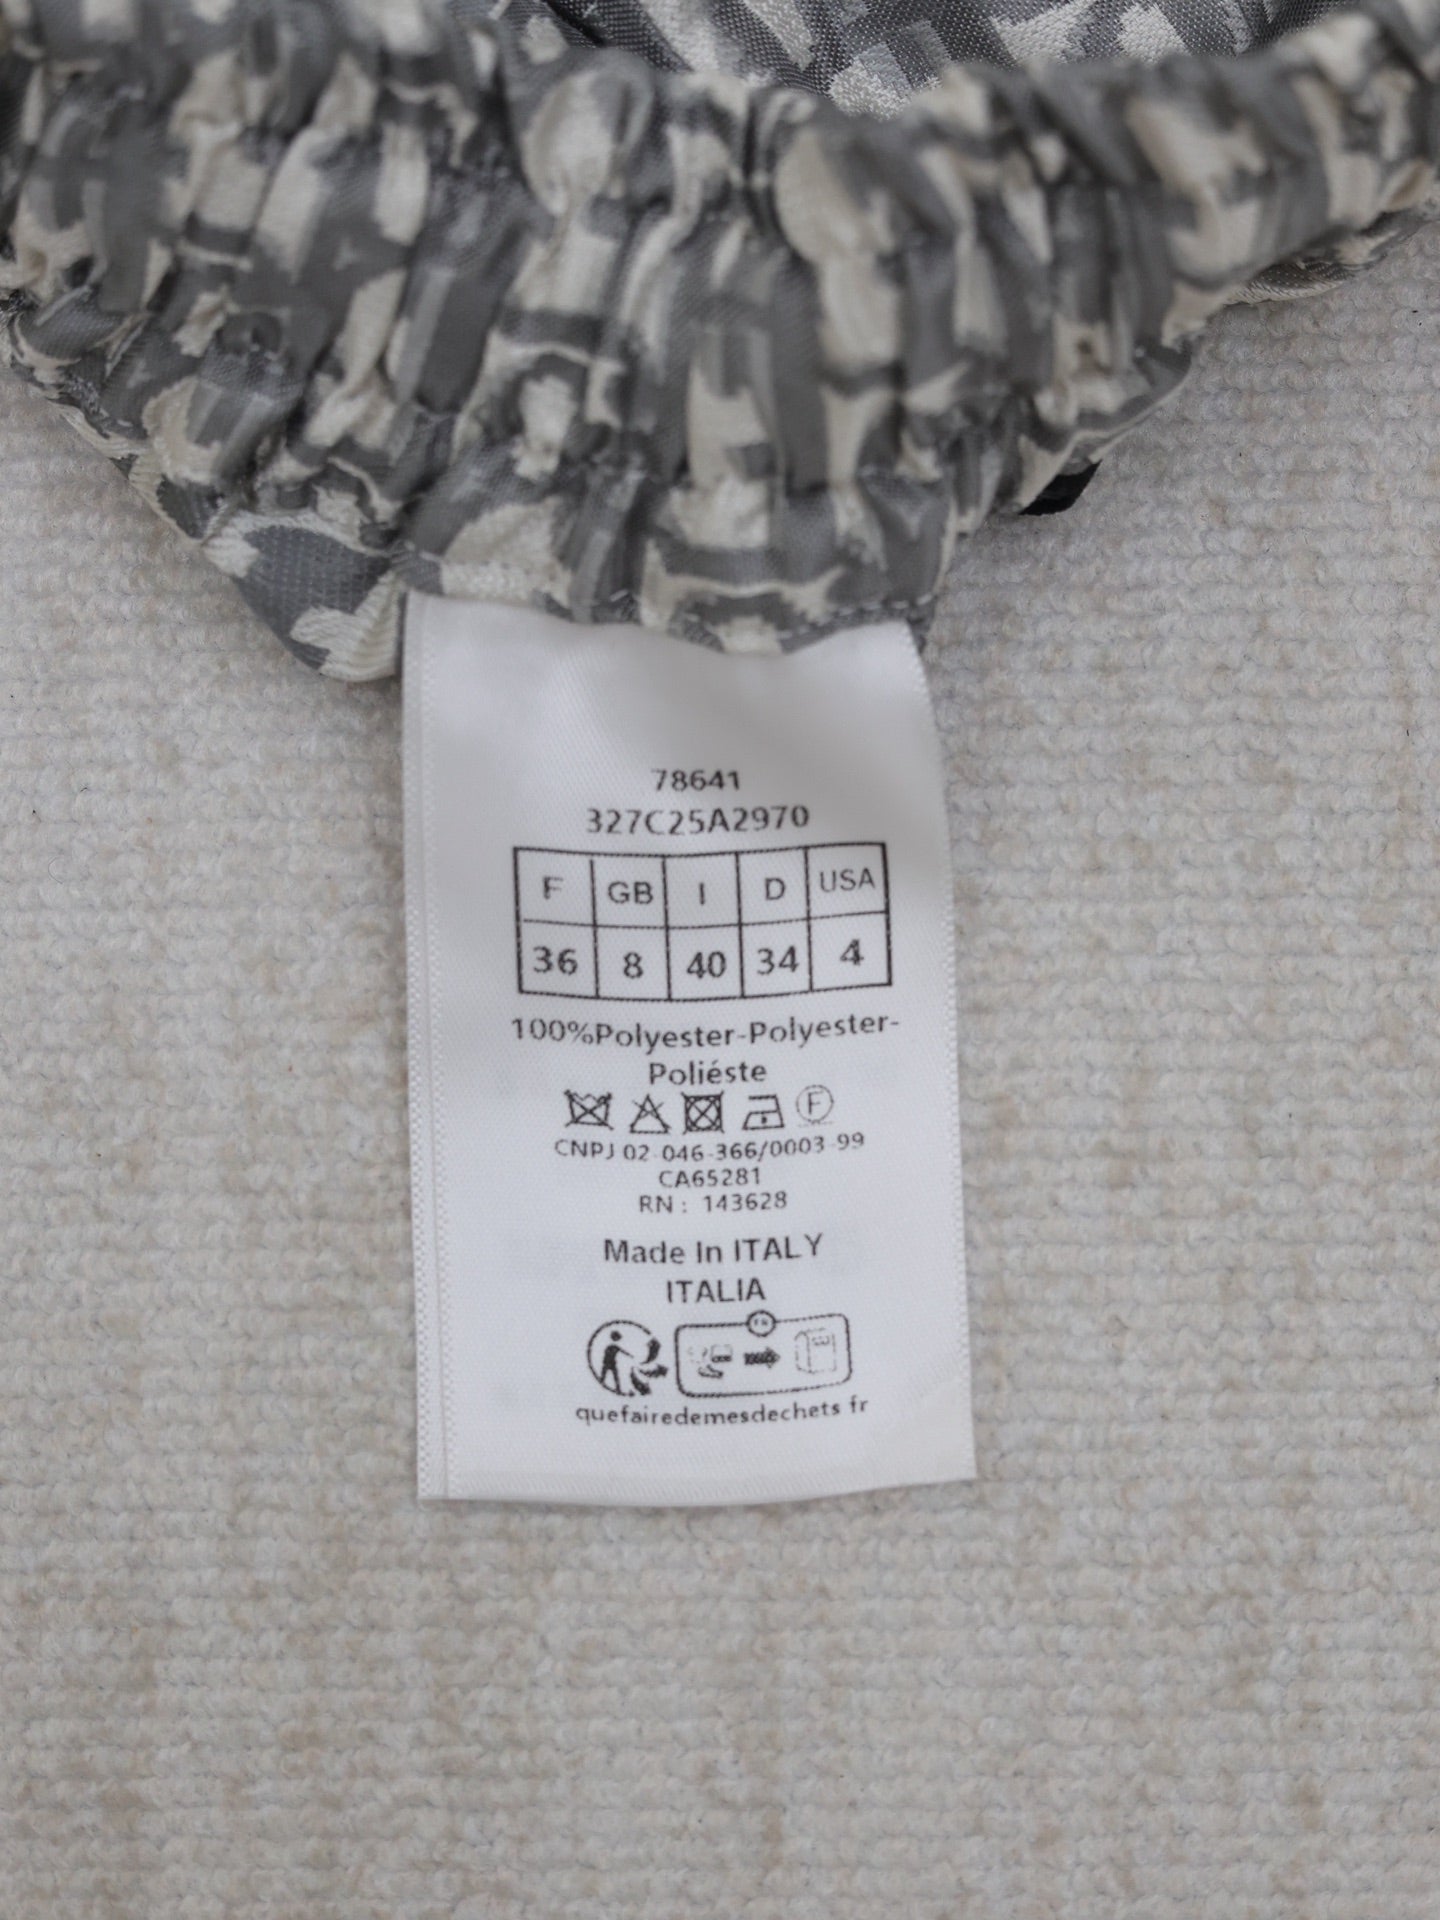 78641
327C25A2970
F GB I D USA
36 8 40 34 4
100%Polyester-Polyester-
Poliéste
F
CNPJ 02-046-366/0003-99
CA65281
RN : 143628
Made In ITALY
ITALIA
quefairedemesdechets fr